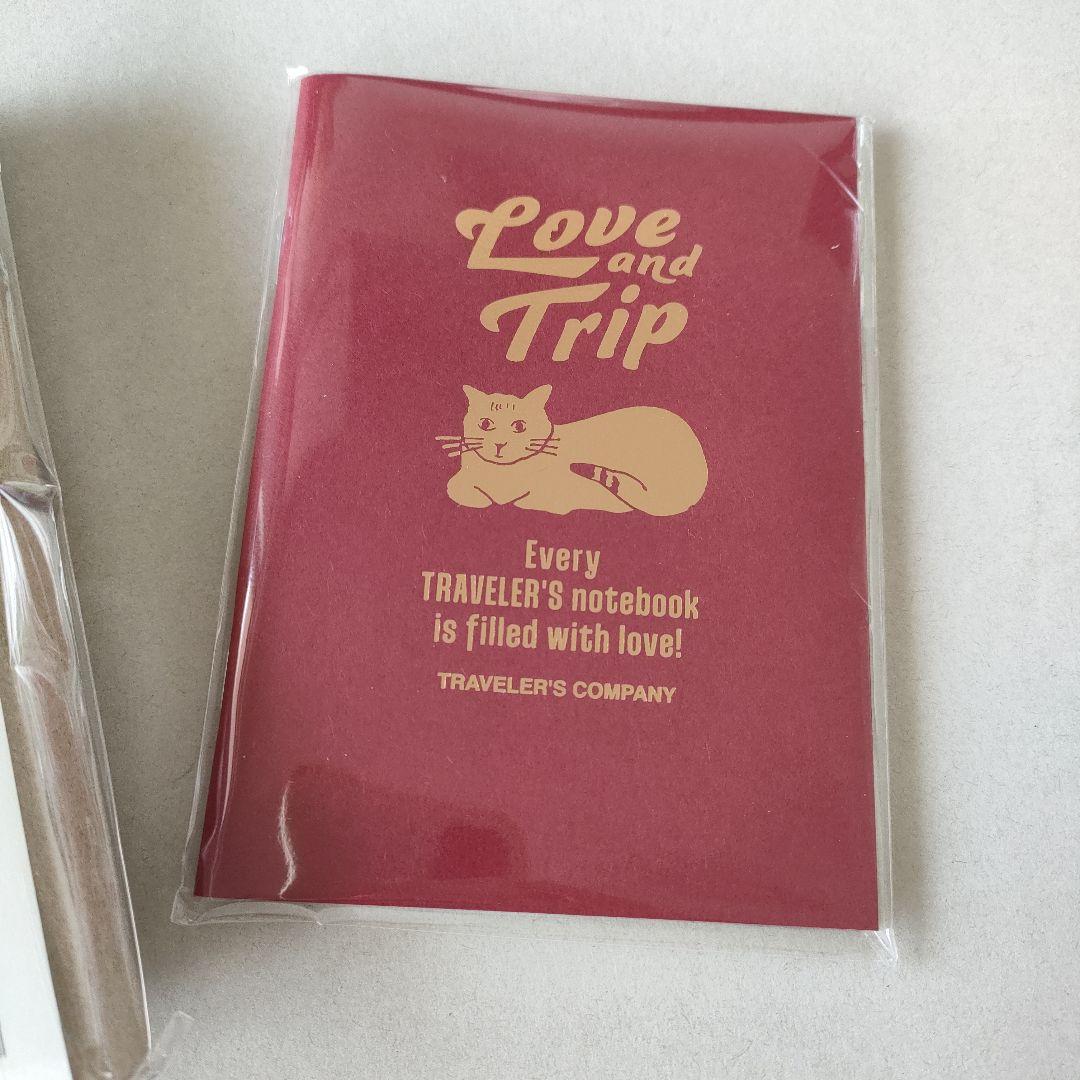 Love
and
Trip
Every
TRAVELER'S notebook
is filled with love!
TRAVELER'S COMPANY